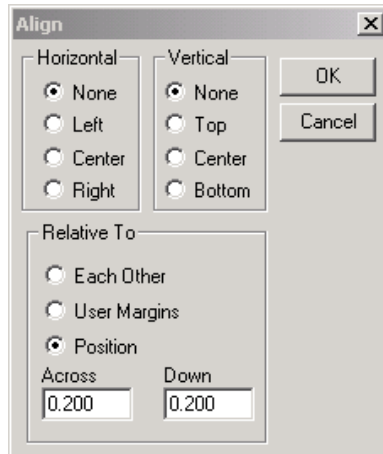 Align
Horizontal
None
Left
Center
Right
Vertical
None
Top
Center
Bottom
OK
Cancel
Relative To
Each Other
User Margins
Position
Across
Down
0.200
0.200